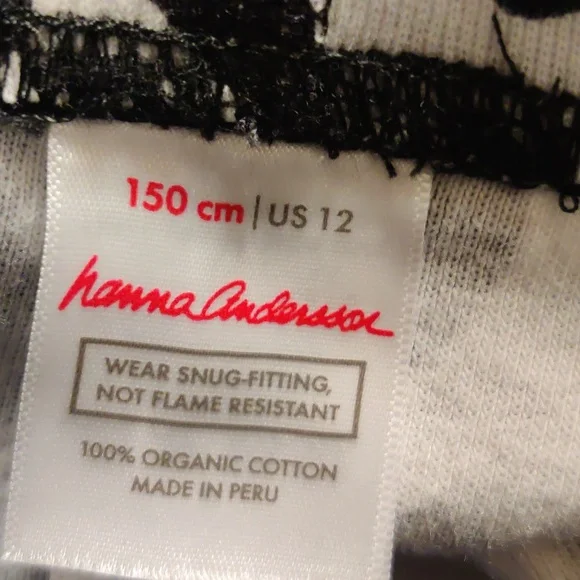 150 cm | US 12
hanna Andersson
WEAR SNUG-FITTING,
NOT FLAME RESISTANT
100% ORGANIC COTTON
MADE IN PERU